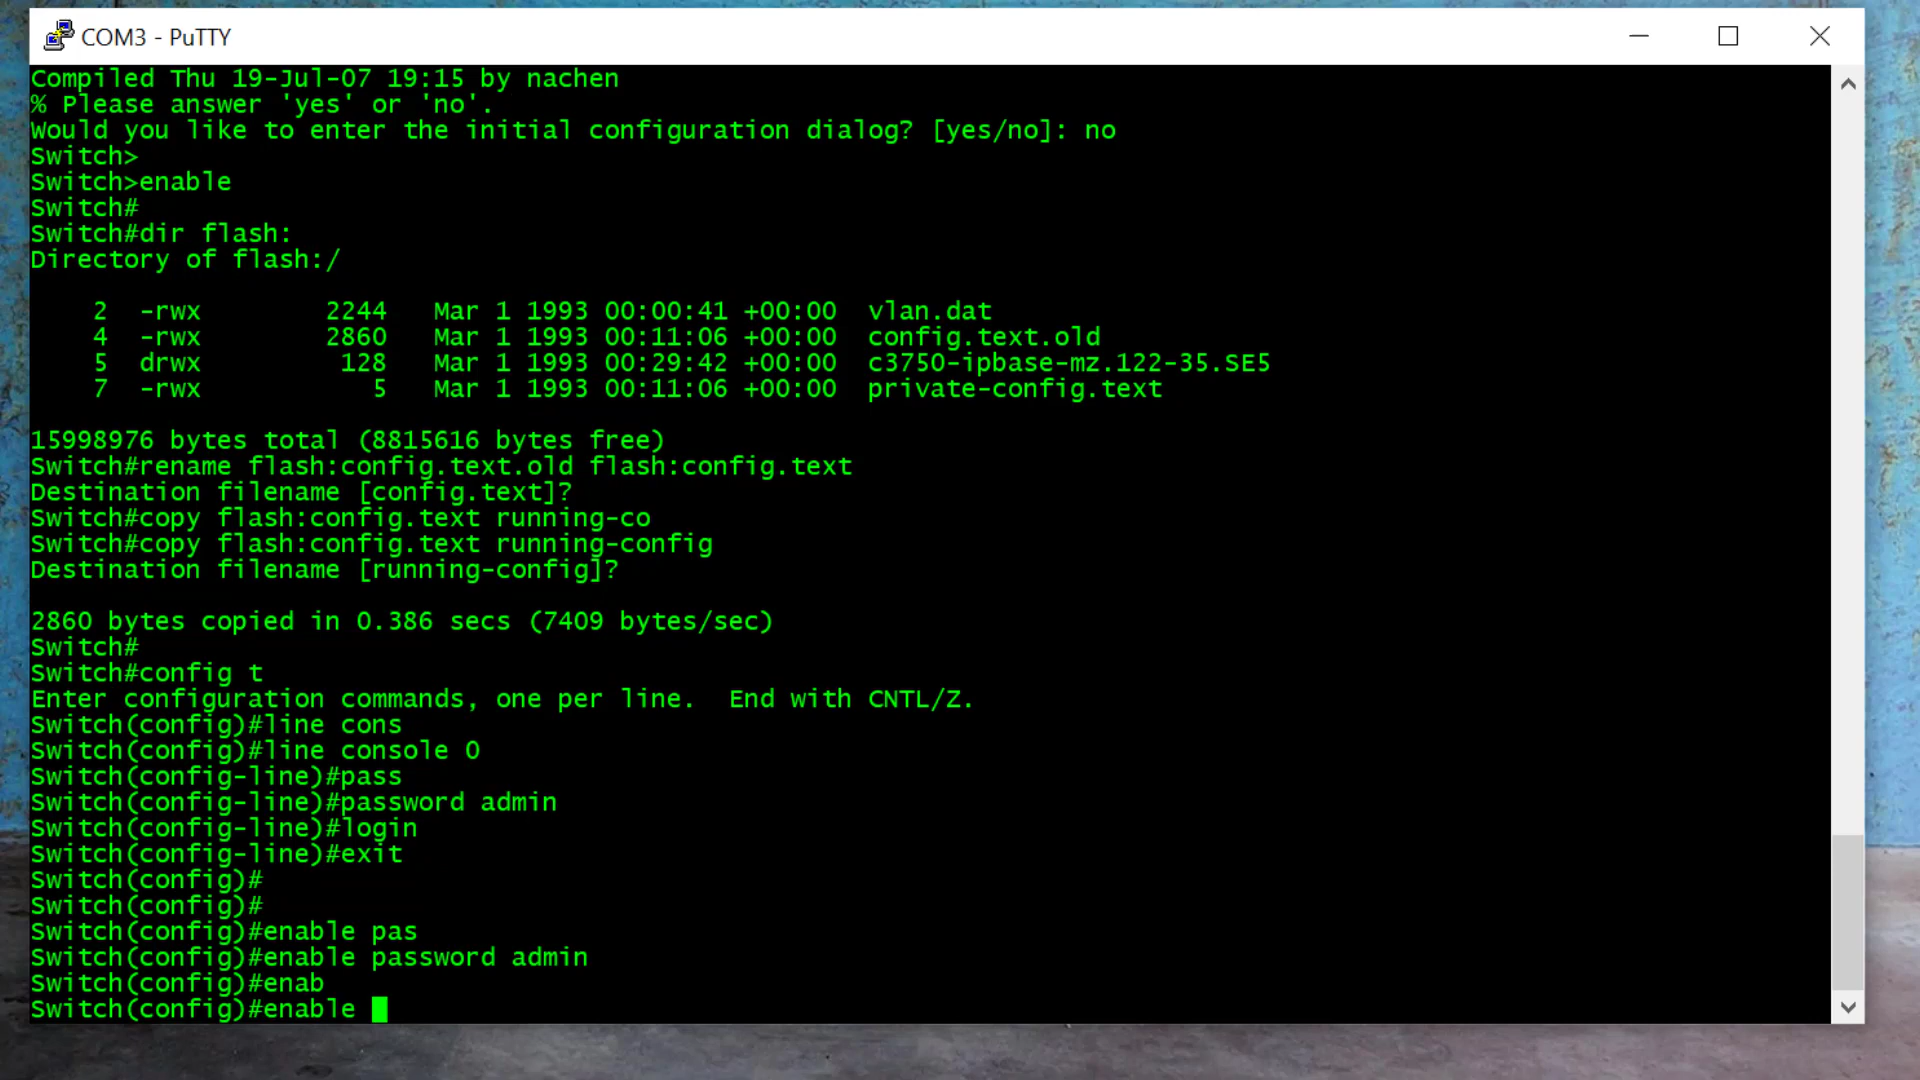 COM3 - PuTTY
Compiled Thu 19-Jul-07 19:15 by nachen
% Please answer 'yes' or 'no'.
Would you like to enter the initial configuration dialog? [yes/no]: no
Switch>
Switch>enable
Switch#
Switch#dir flash:
Directory of flash:/
2 -rwx 2244 Mar 1 1993 00:00:41 +00:00 vlan.dat
4 -rwx 2860 Mar 1 1993 00:11:06 +00:00 config.text.old
5 drwx 128 Mar 1 1993 00:29:42 +00:00 c3750-ipbase-mz.122-35.SE5
7 -rwx 5 Mar 1 1993 00:11:06 +00:00 private-config.text
15998976 bytes total (8815616 bytes free)
Switch#rename flash:config.text.old flash:config.text
Destination filename [config.text]?
Switch#copy flash:config.text running-co
Switch#copy flash:config.text running-config
Destination filename [running-config]?
2860 bytes copied in 0.386 secs (7409 bytes/sec)
Switch#
Switch#config t
Enter configuration commands, one per line.  End with CNTL/Z.
Switch(config)#line cons
Switch(config)#line console 0
Switch(config-line)#pass
Switch(config-line)#password admin
Switch(config-line)#login
Switch(config-line)#exit
Switch(config)#
Switch(config)#
Switch(config)#enable pas
Switch(config)#enable password admin
Switch(config)#enab
Switch(config)#enable